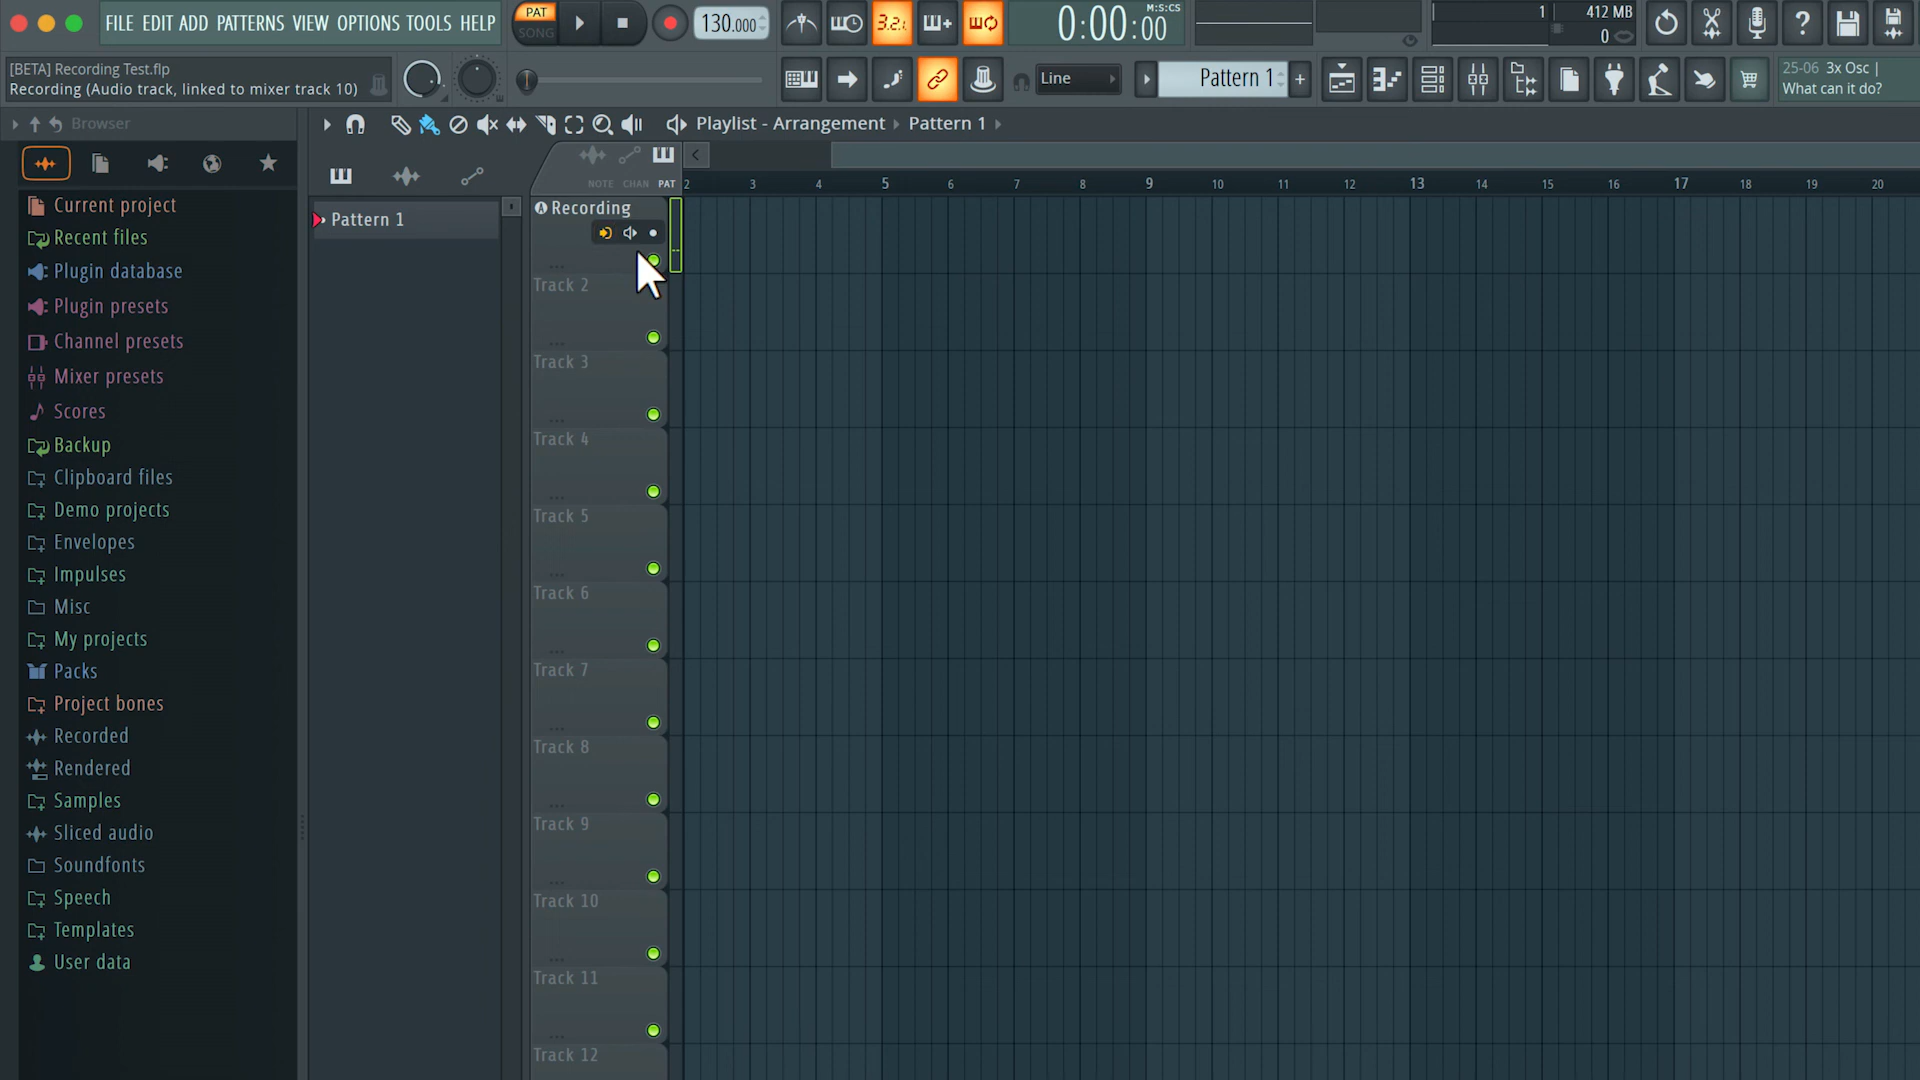 FILE EDIT ADD PATTERNS VIEW OPTIONS TOOLS HELP
PAT
SONG
130.000
3.2.
0:00:00
M:S:CS
1
412 MB
0
[BETA] Recording Test.flp
Recording (Audio track, linked to mixer track 10)
Line
Pattern 1
+
25-06 3x Osc |
What can it do?
Browser
Playlist - Arrangement
Pattern 1
NOTE CHAN PAT
2 3 4 5 6 7 8 9 10 11 12 13 14 15 16 17 18 19 20
Current project
Recent files
Plugin database
Plugin presets
Channel presets
Mixer presets
Scores
Backup
Clipboard files
Demo projects
Envelopes
Impulses
Misc
My projects
Packs
Project bones
Recorded
Rendered
Samples
Sliced audio
Soundfonts
Speech
Templates
User data
Pattern 1
Recording
Track 2
Track 3
Track 4
Track 5
Track 6
Track 7
Track 8
Track 9
Track 10
Track 11
Track 12